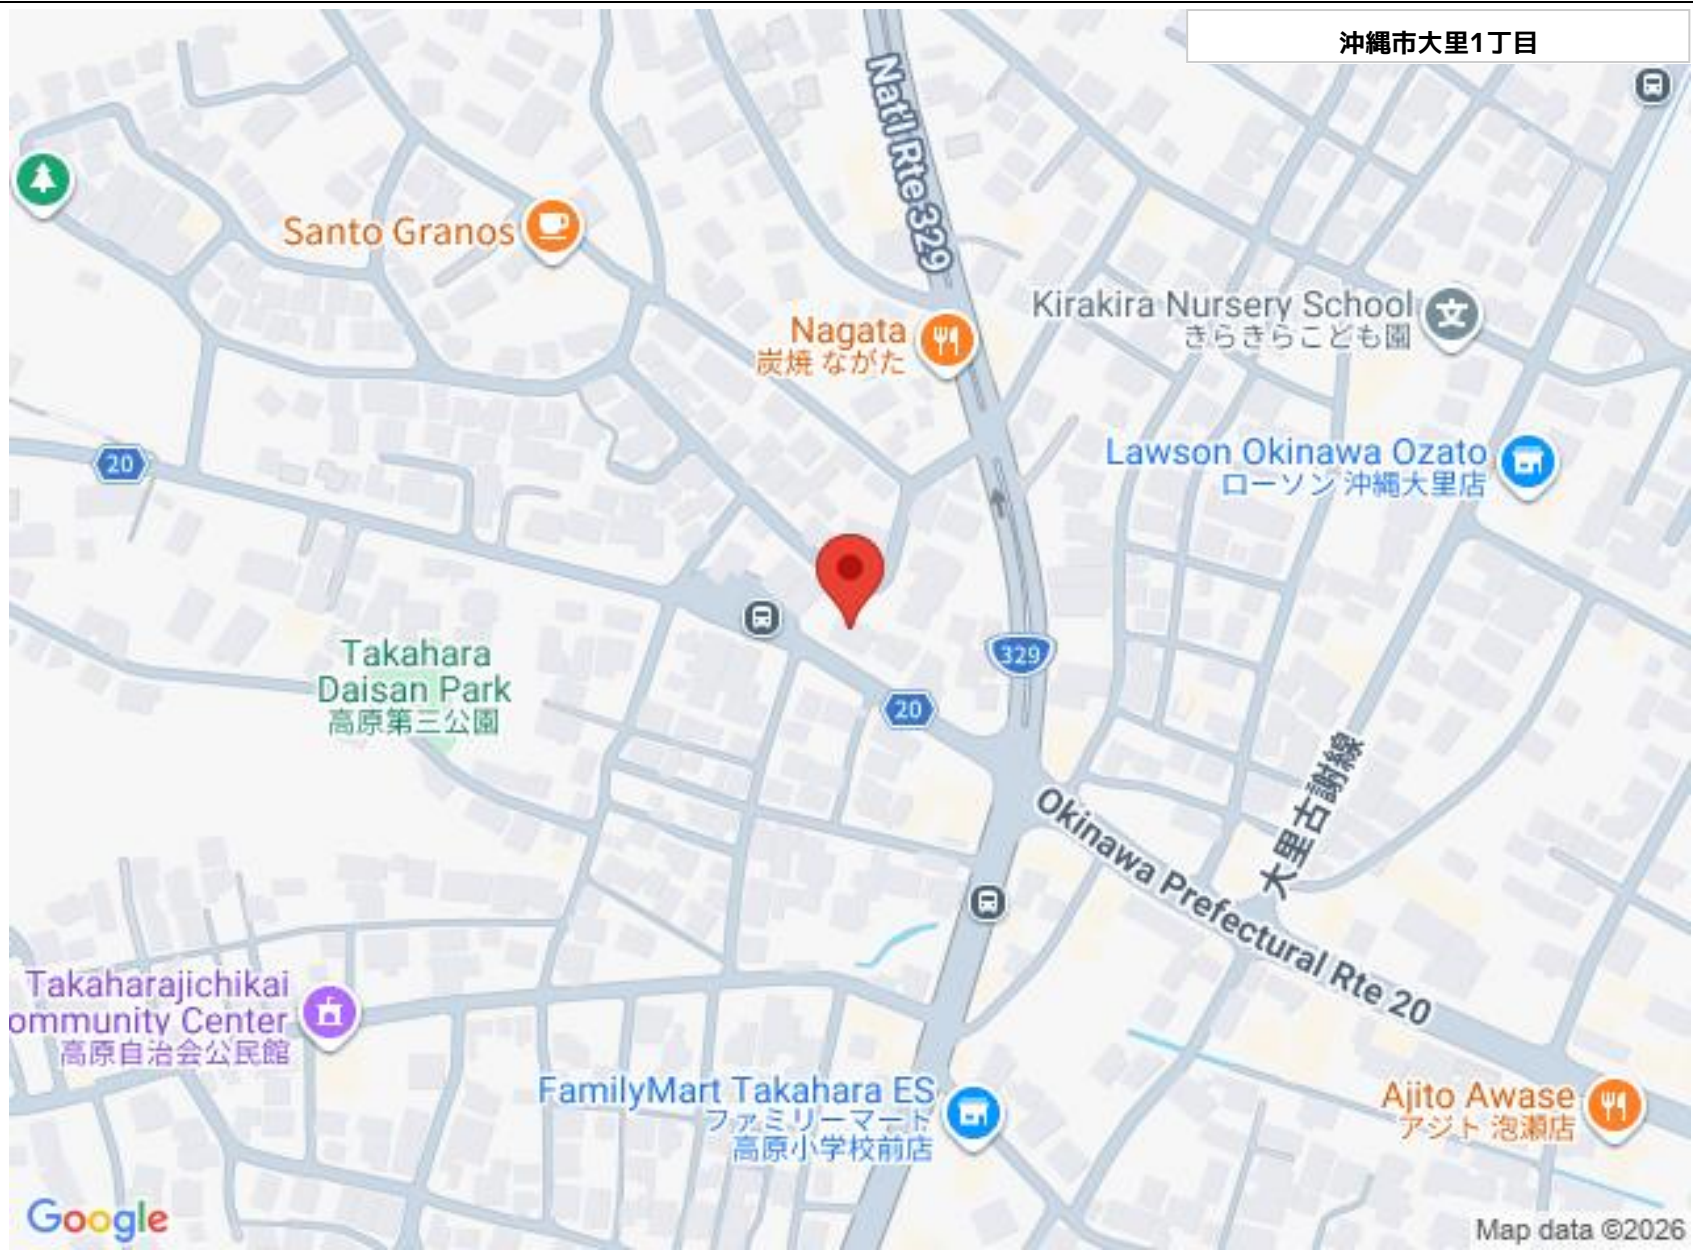 沖縄市大里1丁目
Nat'l Rte 329
Santo Granos
Nagata
炭焼 ながた
Kirakira Nursery School
きらきらこども園
Lawson Okinawa Ozato
ローソン 沖縄大里店
20
329
20
Takahara
Daisan Park
高原第三公園
大里古謝線
Okinawa Prefectural Rte 20
Takaharajichikai
ommunity Center
高原自治会公民館
FamilyMart Takahara ES
ファミリーマート
高原小学校前店
Ajito Awase
アジト 泡瀬店
Google
Map data ©2026